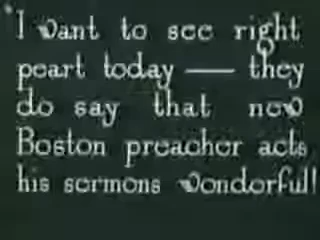 "I want to see right
peart today — they
do say that new
Boston preacher acts
his sermons wonderful!